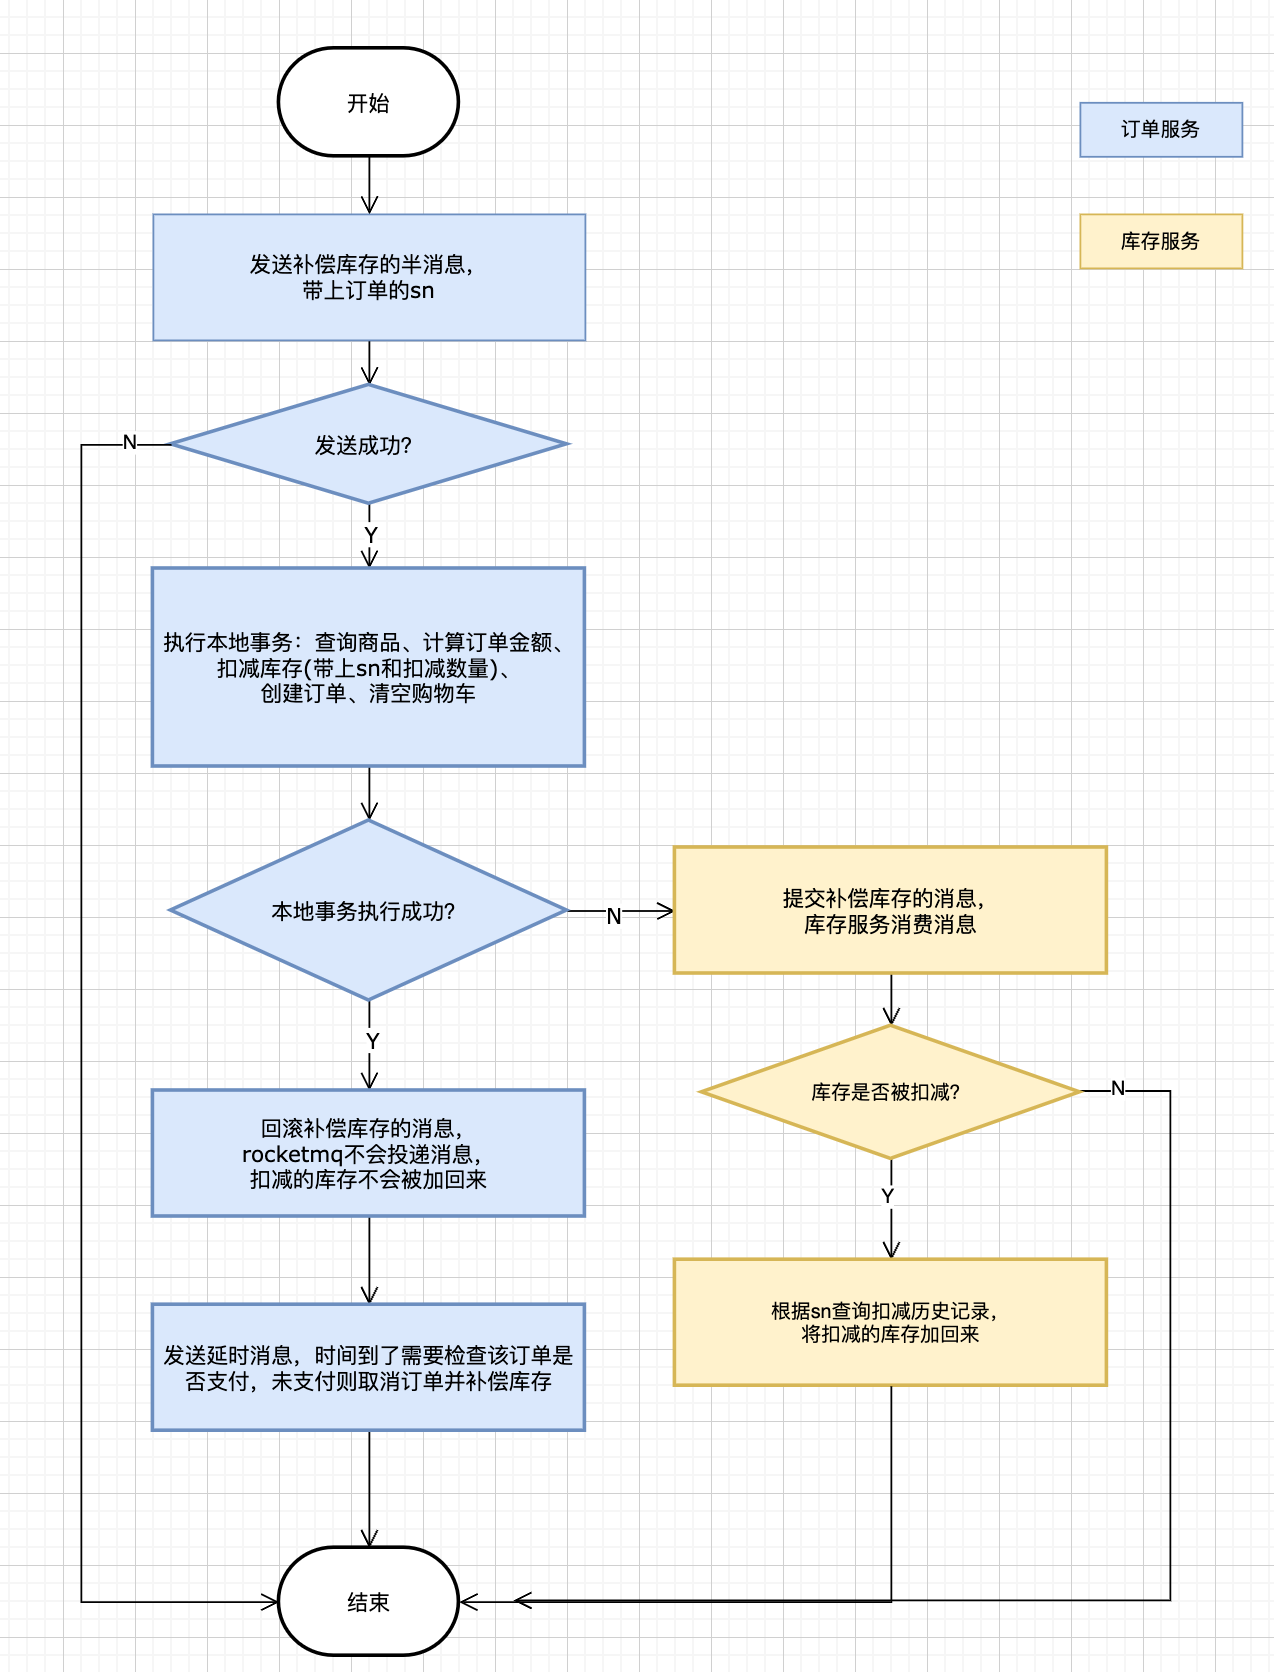 开始
订单服务
发送补偿库存的半消息，
带上订单的sn
库存服务
发送成功？
N
Y
执行本地事务：查询商品、计算订单金额、
扣减库存(带上sn和扣减数量)、
创建订单、清空购物车
本地事务执行成功？
N
提交补偿库存的消息，
库存服务消费消息
Y
库存是否被扣减？
N
回滚补偿库存的消息，
rocketmq不会投递消息，
扣减的库存不会被加回来
Y
根据sn查询扣减历史记录，
将扣减的库存加回来
发送延时消息，时间到了需要检查该订单是
否支付，未支付则取消订单并补偿库存
结束